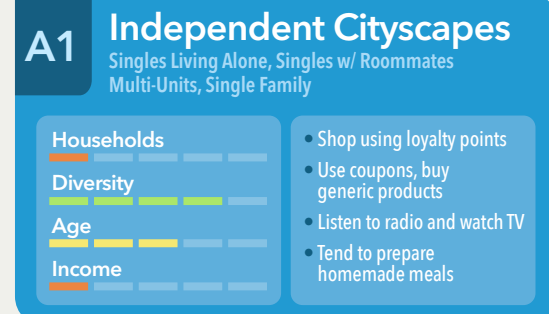 A1
Independent Cityscapes
Singles Living Alone, Singles w/ Roommates
Multi-Units, Single Family
Households
Diversity
Age
Income
• Shop using loyalty points
• Use coupons, buy
generic products
• Listen to radio and watch TV
• Tend to prepare
homemade meals